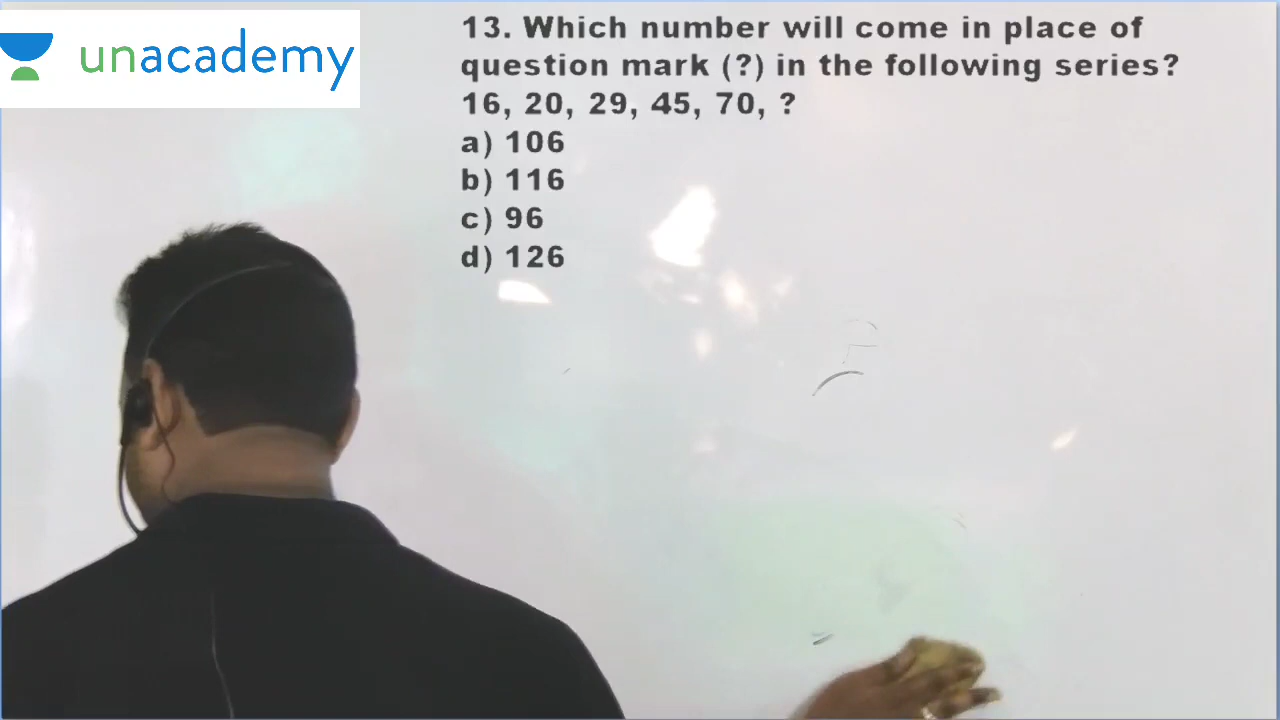 unacademy
13. Which number will come in place of
question mark (?) in the following series?
16, 20, 29, 45, 70, ?
a) 106
b) 116
c) 96
d) 126